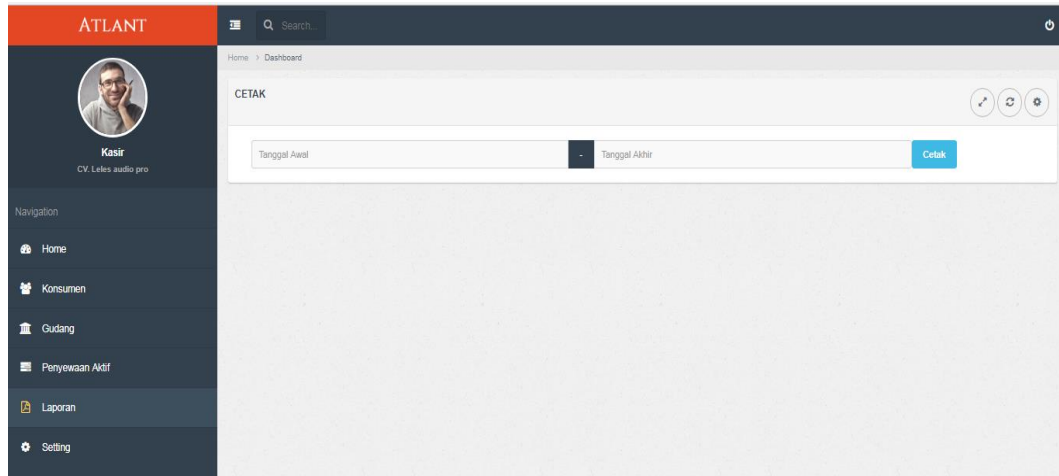 ATLANT
Search...
Home > Dashboard
Kasir
CV. Leles audio pro
CETAK
Tanggal Awal - Tanggal Akhir Cetak
Navigation
Home
Konsumen
Gudang
Penyewaan Aktif
Laporan
Setting